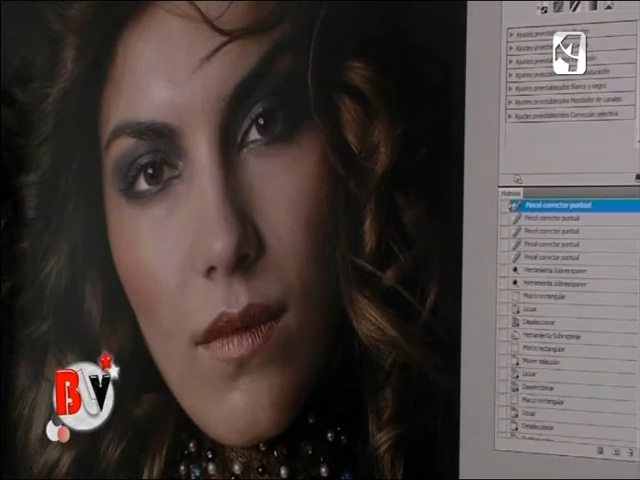 Ajustes preestablecidos
Ajustes preestablecidos Blanco y negro
Ajustes preestablecidos Mezclador de canales
Ajustes preestablecidos Corrección selectiva
Historia
Pincel corrector puntual
Pincel corrector puntual
Pincel corrector puntual
Pincel corrector puntual
Pincel corrector puntual
Herramienta Sobreexponer
Herramienta Sobreexponer
Marco rectangular
Licuar
Deseleccionar
Herramienta Sobreexponer
Marco rectangular
Mover selección
Licuar
Deseleccionar
Marco rectangular
Licuar
Deseleccionar
BV